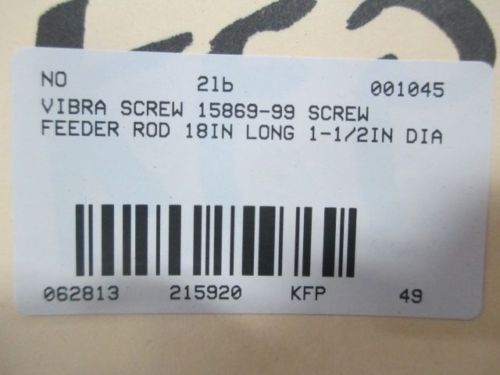 NO 2lb 001045
VIBRA SCREW 15869-99 SCREW
FEEDER ROD 18IN LONG 1-1/2IN DIA
062813 215920 KFP 49